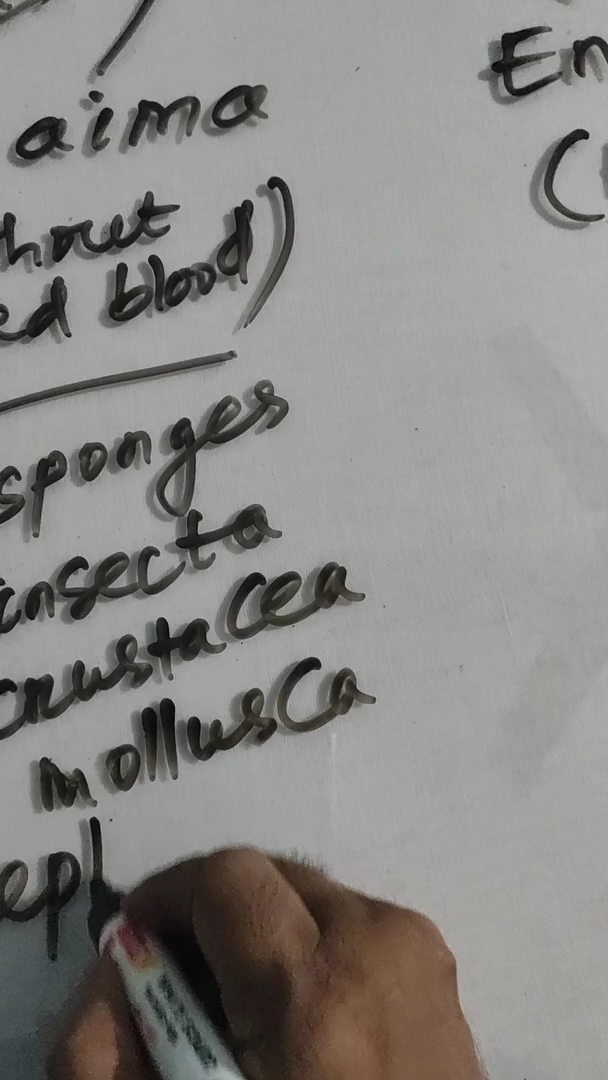 aima
En
hout
(
ed blood)
sponges
insecta
crustacea
mollusca
epl